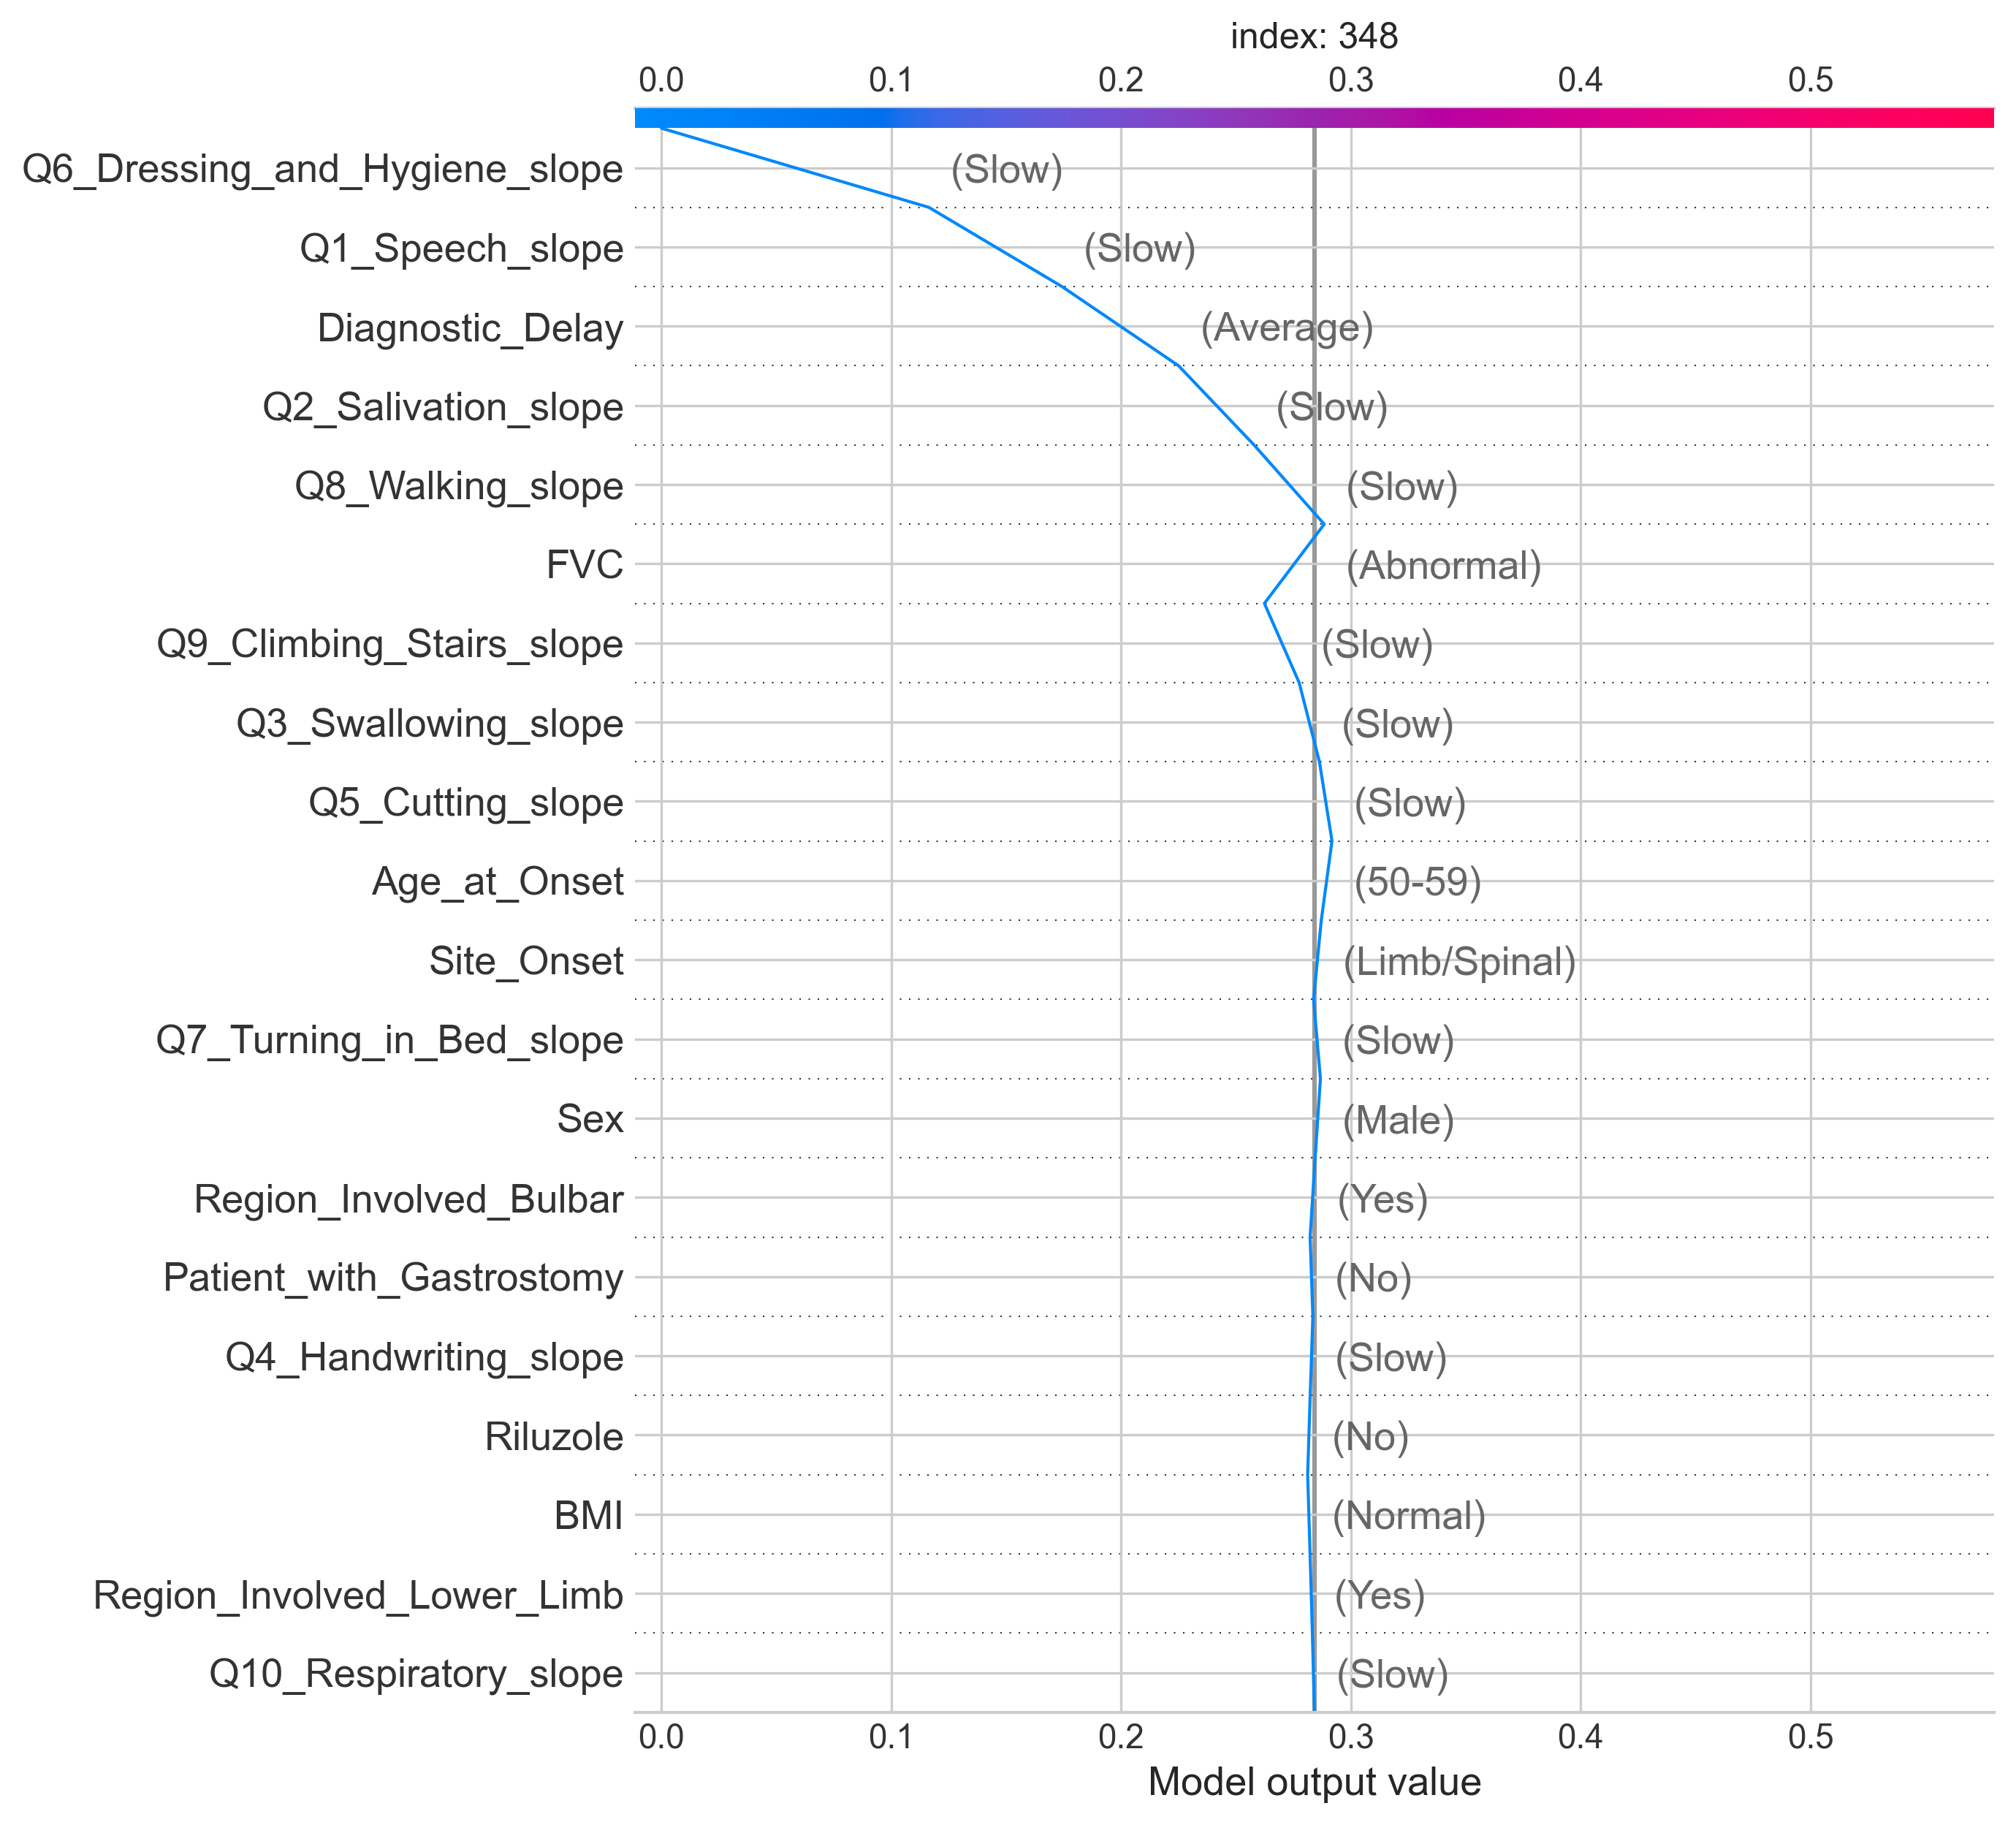 index: 348
0.0 0.1 0.2 0.3 0.4 0.5
Q6_Dressing_and_Hygiene_slope (Slow)
Q1_Speech_slope (Slow)
Diagnostic_Delay (Average)
Q2_Salivation_slope (Slow)
Q8_Walking_slope (Slow)
FVC (Abnormal)
Q9_Climbing_Stairs_slope (Slow)
Q3_Swallowing_slope (Slow)
Q5_Cutting_slope (Slow)
Age_at_Onset (50-59)
Site_Onset (Limb/Spinal)
Q7_Turning_in_Bed_slope (Slow)
Sex (Male)
Region_Involved_Bulbar (Yes)
Patient_with_Gastrostomy (No)
Q4_Handwriting_slope (Slow)
Riluzole (No)
BMI (Normal)
Region_Involved_Lower_Limb (Yes)
Q10_Respiratory_slope (Slow)
0.0 0.1 0.2 0.3 0.4 0.5
Model output value